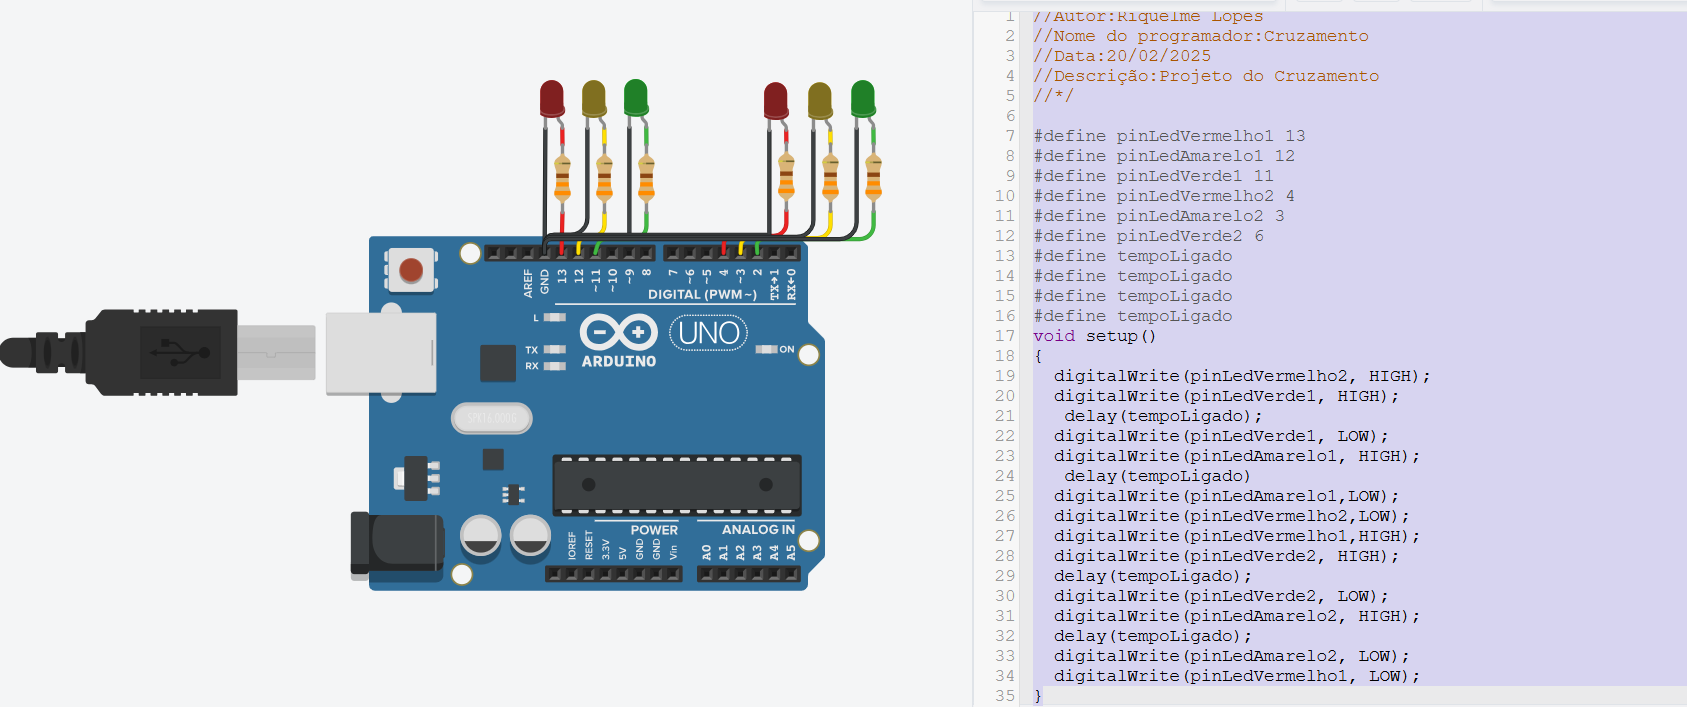 AREF
GND
13
12
~11
~10
~9
8
7
~6
~5
4
~3
2
TX→1
RX←0
DIGITAL (PWM~)
L
TX
RX
ARDUINO
UNO
ON
SPK16.000G
POWER
ANALOG IN
IOREF
RESET
3.3V
5V
GND
GND
Vin
A0
A1
A2
A3
A4
A5
1 //Autor:Riquelme Lopes
2 //Nome do programador:Cruzamento
3 //Data:20/02/2025
4 //Descrição:Projeto do Cruzamento
5 //*/
6
7 #define pinLedVermelho1 13
8 #define pinLedAmarelo1 12
9 #define pinLedVerde1 11
10 #define pinLedVermelho2 4
11 #define pinLedAmarelo2 3
12 #define pinLedVerde2 6
13 #define tempoLigado
14 #define tempoLigado
15 #define tempoLigado
16 #define tempoLigado
17 void setup()
18 {
19 digitalWrite(pinLedVermelho2, HIGH);
20 digitalWrite(pinLedVerde1, HIGH);
21 delay(tempoLigado);
22 digitalWrite(pinLedVerde1, LOW);
23 digitalWrite(pinLedAmarelo1, HIGH);
24 delay(tempoLigado)
25 digitalWrite(pinLedAmarelo1,LOW);
26 digitalWrite(pinLedVermelho2,LOW);
27 digitalWrite(pinLedVermelho1,HIGH);
28 digitalWrite(pinLedVerde2, HIGH);
29 delay(tempoLigado);
30 digitalWrite(pinLedVerde2, LOW);
31 digitalWrite(pinLedAmarelo2, HIGH);
32 delay(tempoLigado);
33 digitalWrite(pinLedAmarelo2, LOW);
34 digitalWrite(pinLedVermelho1, LOW);
35 }